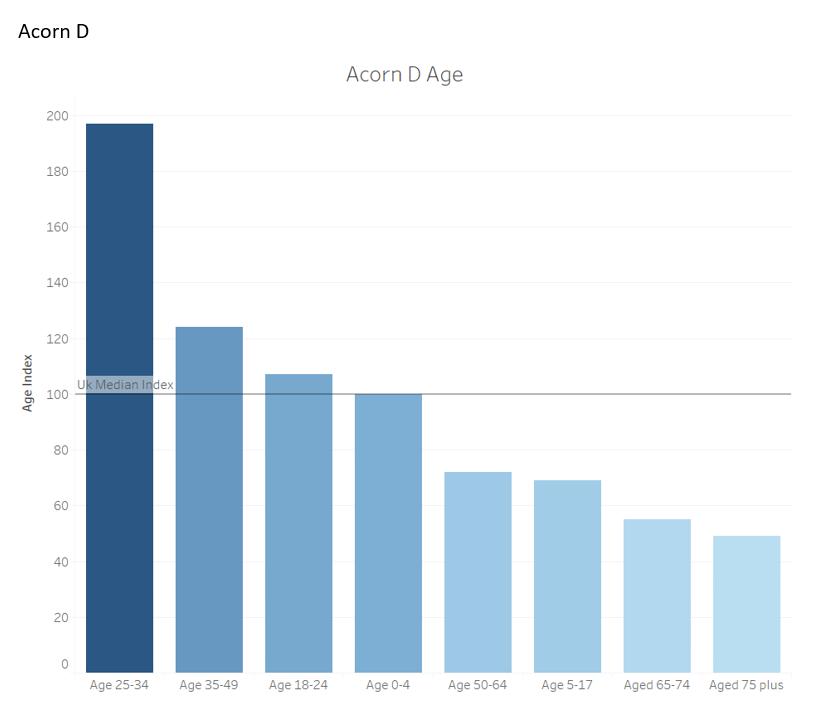 Acorn D
Acorn D Age
200
180
160
140
120
100
80
60
40
20
0
Age Index
Uk Median Index
Age 25-34 Age 35-49 Age 18-24 Age 0-4 Age 50-64 Age 5-17 Aged 65-74 Aged 75 plus